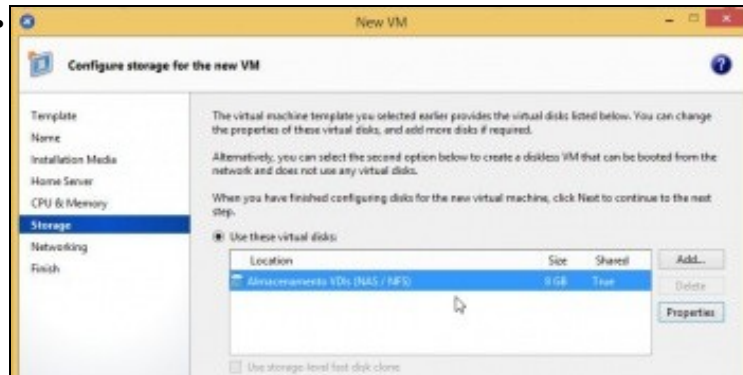 New VM
Configure storage for the new VM
Template
Name
Installation Media
Home Server
CPU & Memory
Storage
Networking
Finish
The virtual machine template you selected earlier provides the virtual disks listed below. You can change
the properties of these virtual disks, and add more disks if required.
Alternatively, you can select the second option below to create a diskless VM that can be booted from the
network and does not use any virtual disks.
When you have finished configuring disks for the new virtual machine, click Next to continue to the next
step.
Use these virtual disks:
Location Size Shared
Almacenamento VDIs (NAS / NFS) 8 GB True
Add...
Delete
Properties
Use storage-level fast disk clone